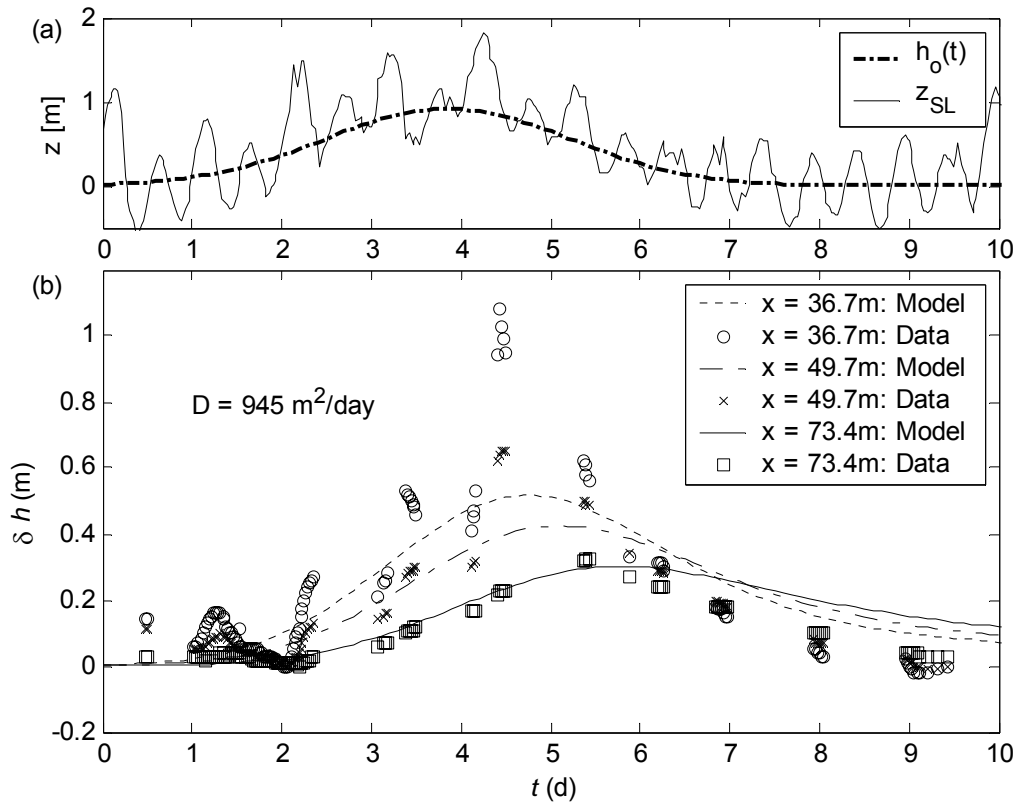 (a)
2
1
0
z [m]
h_o(t)
z_SL
0 1 2 3 4 5 6 7 8 9 10
(b)
1
0.8
0.6
0.4
0.2
0
-0.2
δ h (m)
D = 945 m²/day
x = 36.7m: Model
x = 36.7m: Data
x = 49.7m: Model
x = 49.7m: Data
x = 73.4m: Model
x = 73.4m: Data
0 1 2 3 4 5 6 7 8 9 10
t (d)